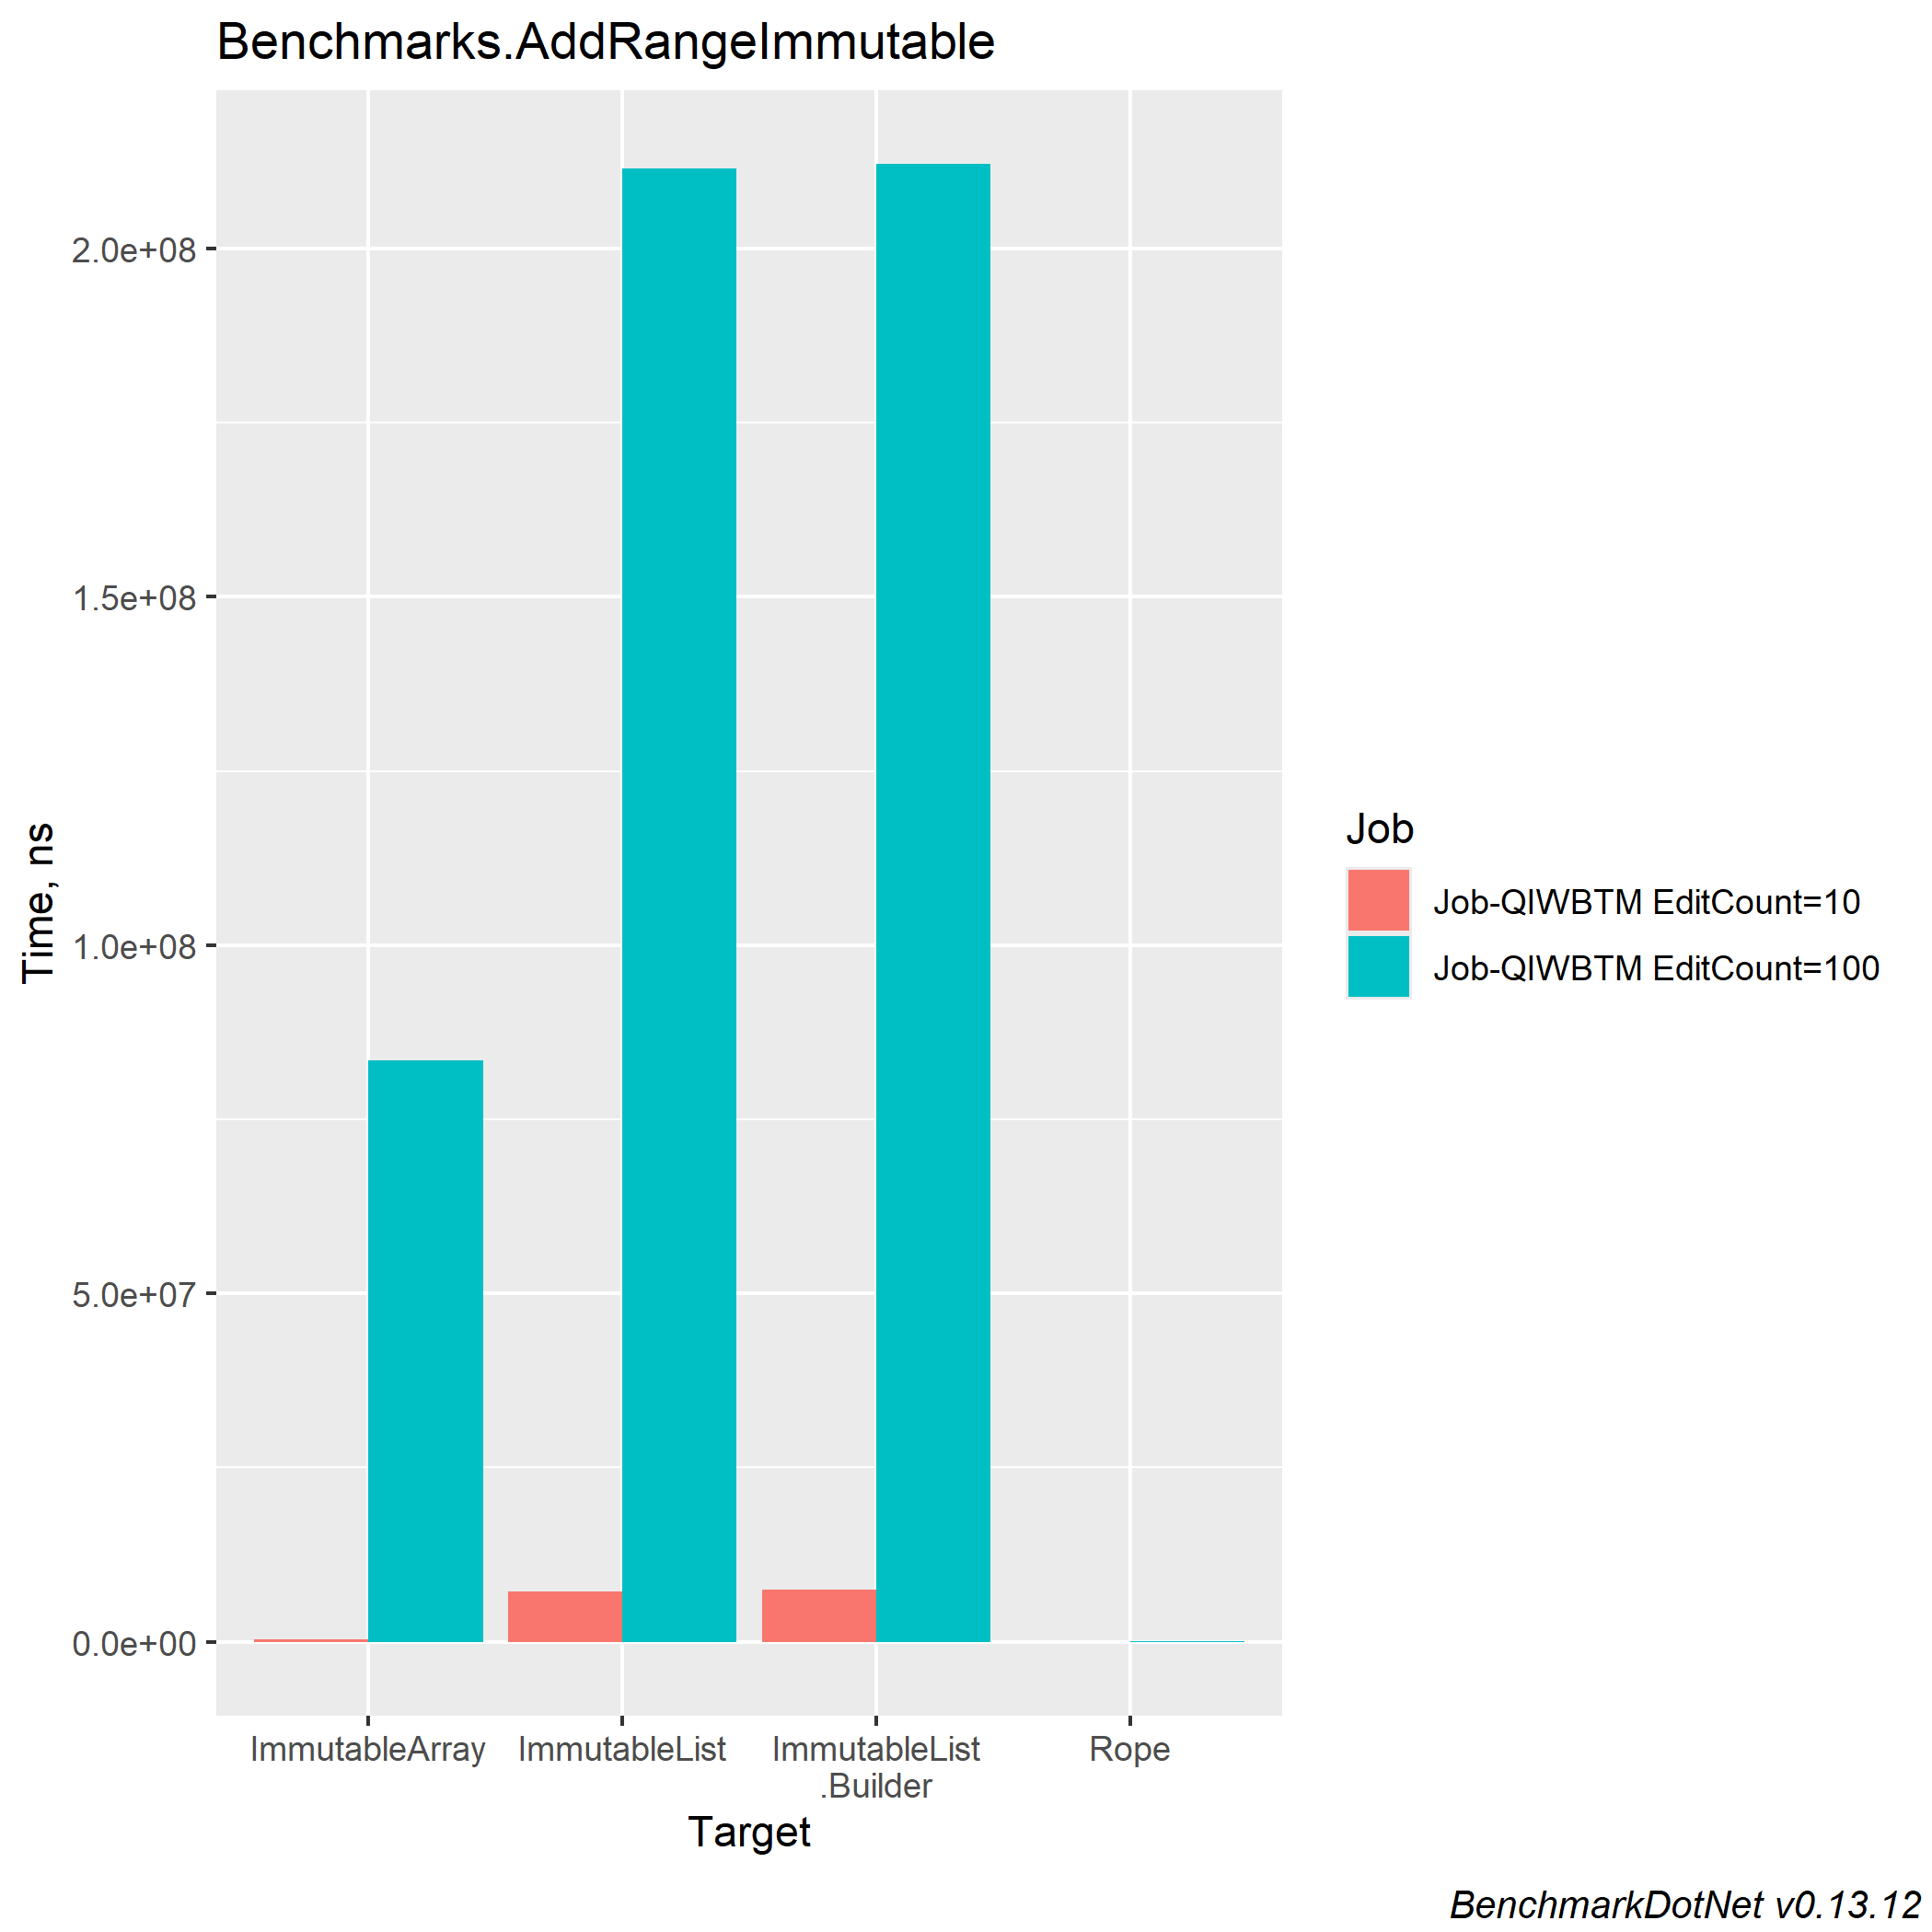 Benchmarks.AddRangeImmutable
Time, ns
2.0e+08
1.5e+08
1.0e+08
5.0e+07
0.0e+00
ImmutableArray
ImmutableList
ImmutableList
.Builder
Rope
Target
Job
Job-QIWBTM EditCount=10
Job-QIWBTM EditCount=100
BenchmarkDotNet v0.13.12